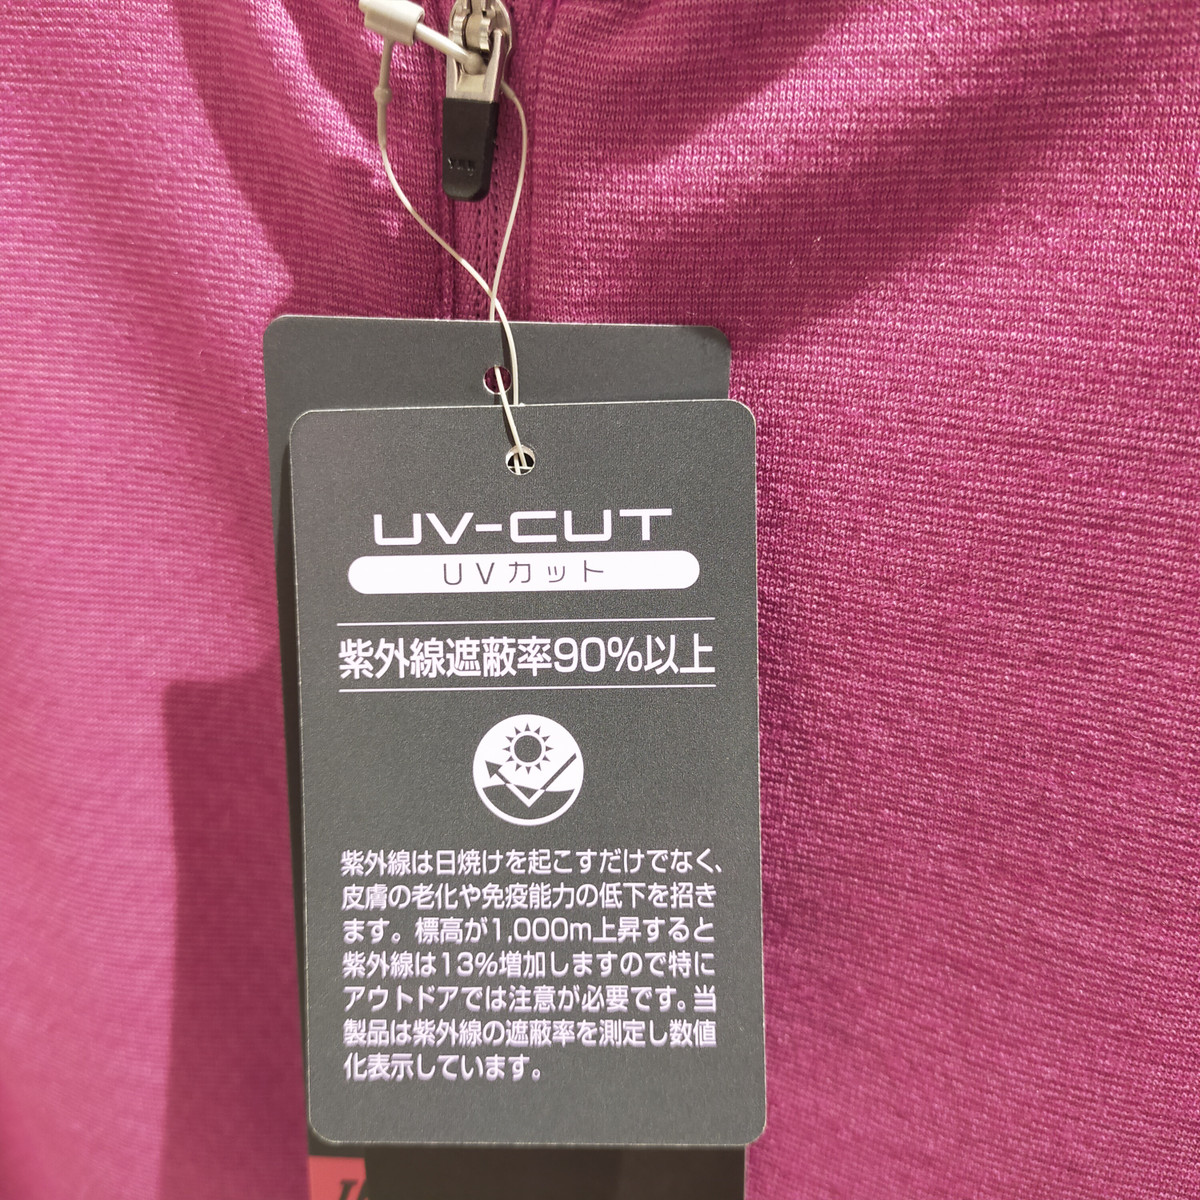 UV-CUT
UVカット
紫外線遮蔽率90%以上
紫外線は日焼けを起こすだけでなく、
皮膚の老化や免疫能力の低下を招き
ます。標高が1,000m上昇すると
紫外線は13%増加しますので特に
アウトドアでは注意が必要です。当
製品は紫外線の遮蔽率を測定し数値
化表示しています。